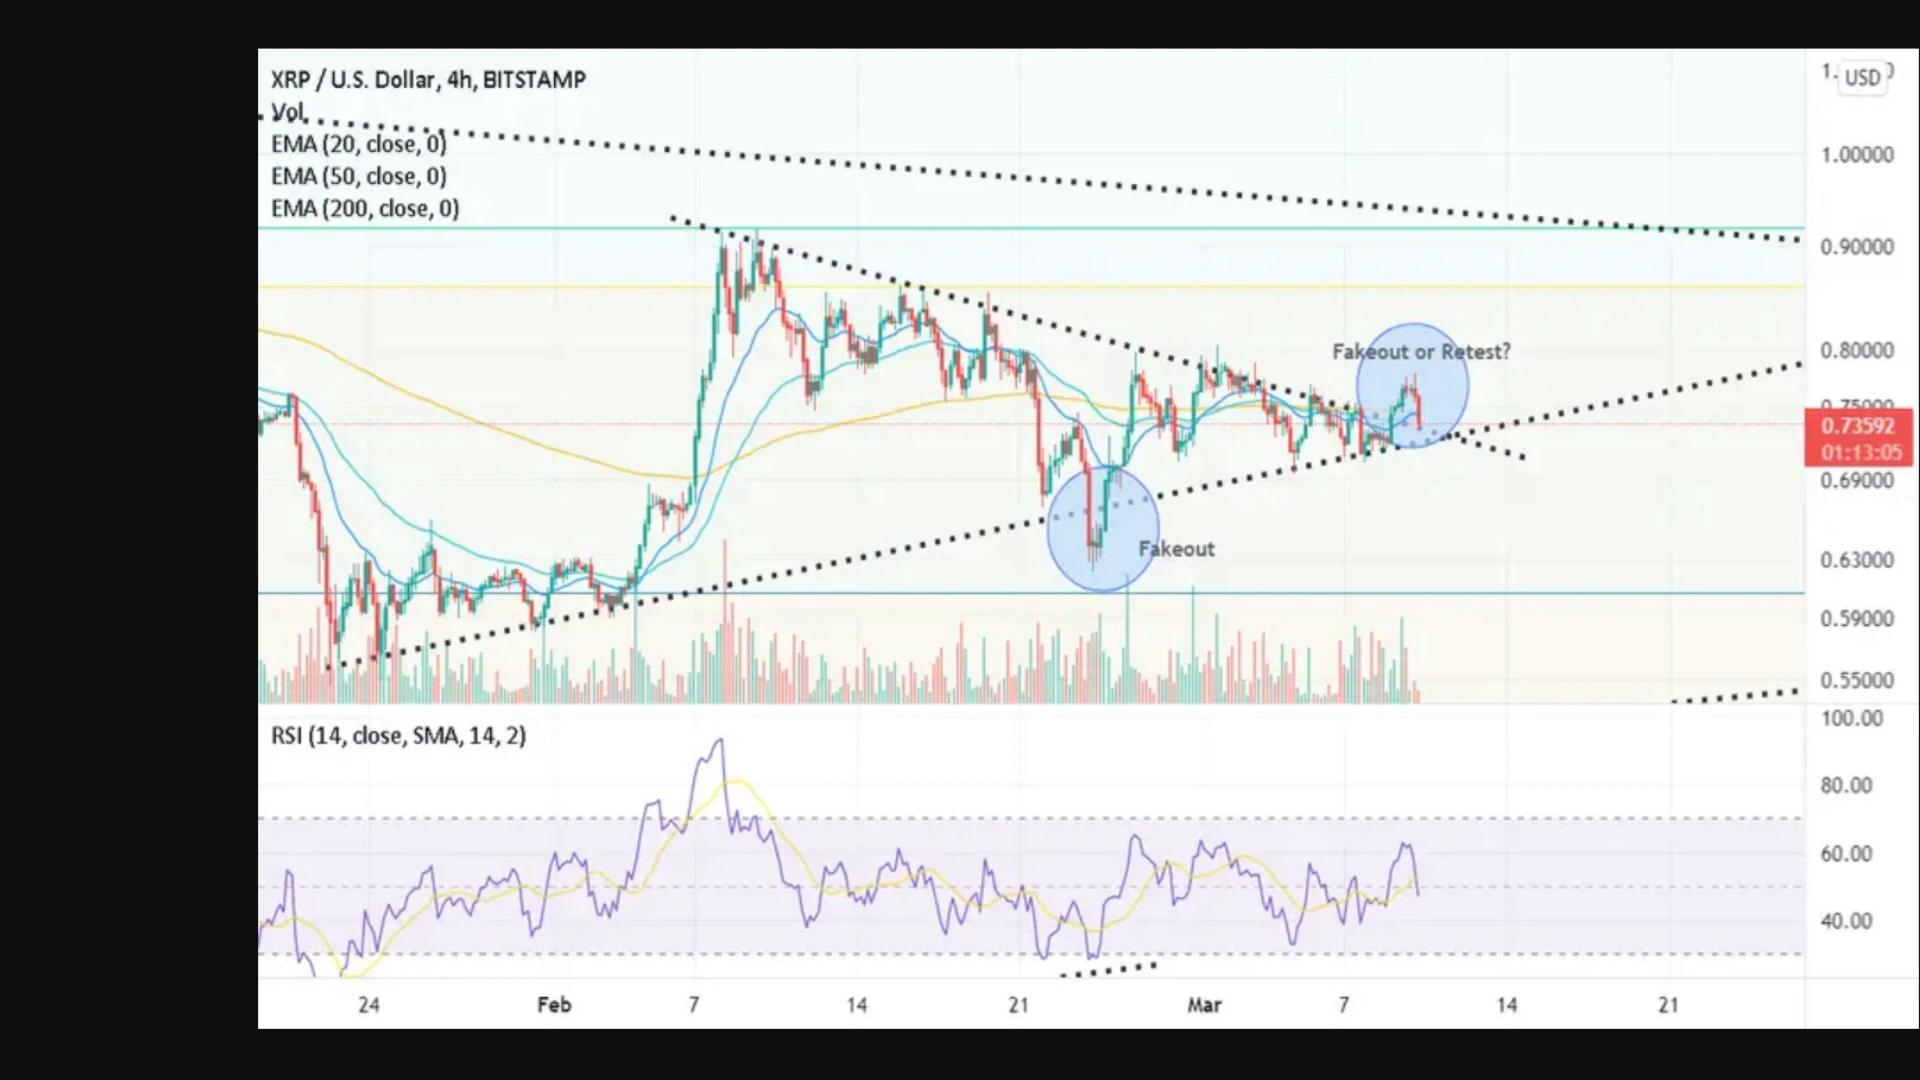 XRP / U.S. Dollar, 4h, BITSTAMP
Vol
EMA (20, close, 0)
EMA (50, close, 0)
EMA (200, close, 0)
USD
1.00000
0.90000
0.80000
0.75000
0.73592
01:13:05
0.69000
0.63000
0.59000
0.55000
Fakeout or Retest?
Fakeout
RSI (14, close, SMA, 14, 2)
100.00
80.00
60.00
40.00
24 Feb 7 14 21 Mar 7 14 21